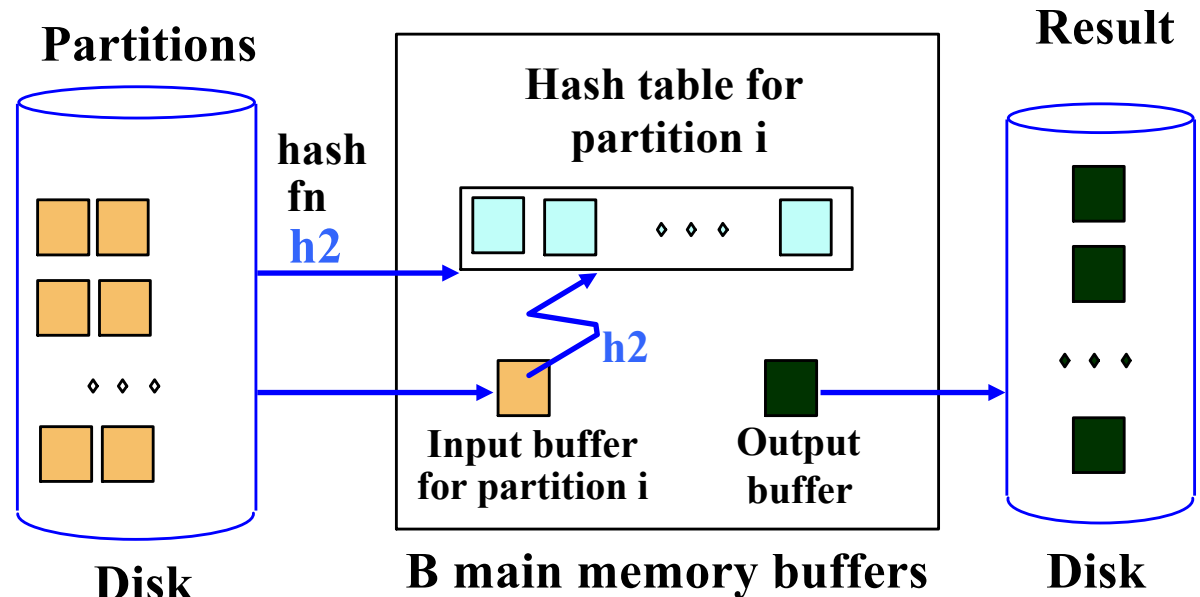 Partitions
Result
Hash table for
partition i
hash
fn
h2
h2
Input buffer
for partition i
Output
buffer
Disk
B main memory buffers
Disk